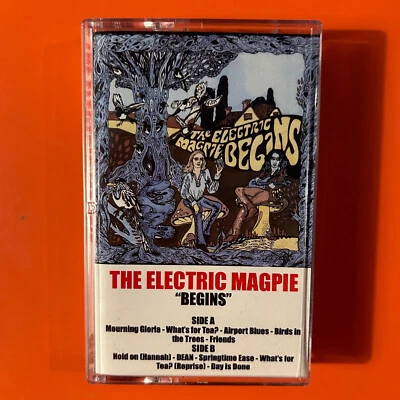 THE ELECTRIC
MAGPIE BEGINS
THE ELECTRIC MAGPIE
"BEGINS"
SIDE A
Mourning Gloria - What's for Tea? - Airport Blues - Birds in
the Trees - Friends
SIDE B
Hold on (Hannah) - DEAN - Springtime Ease - What's for
Tea? (Reprise) - Day is Done